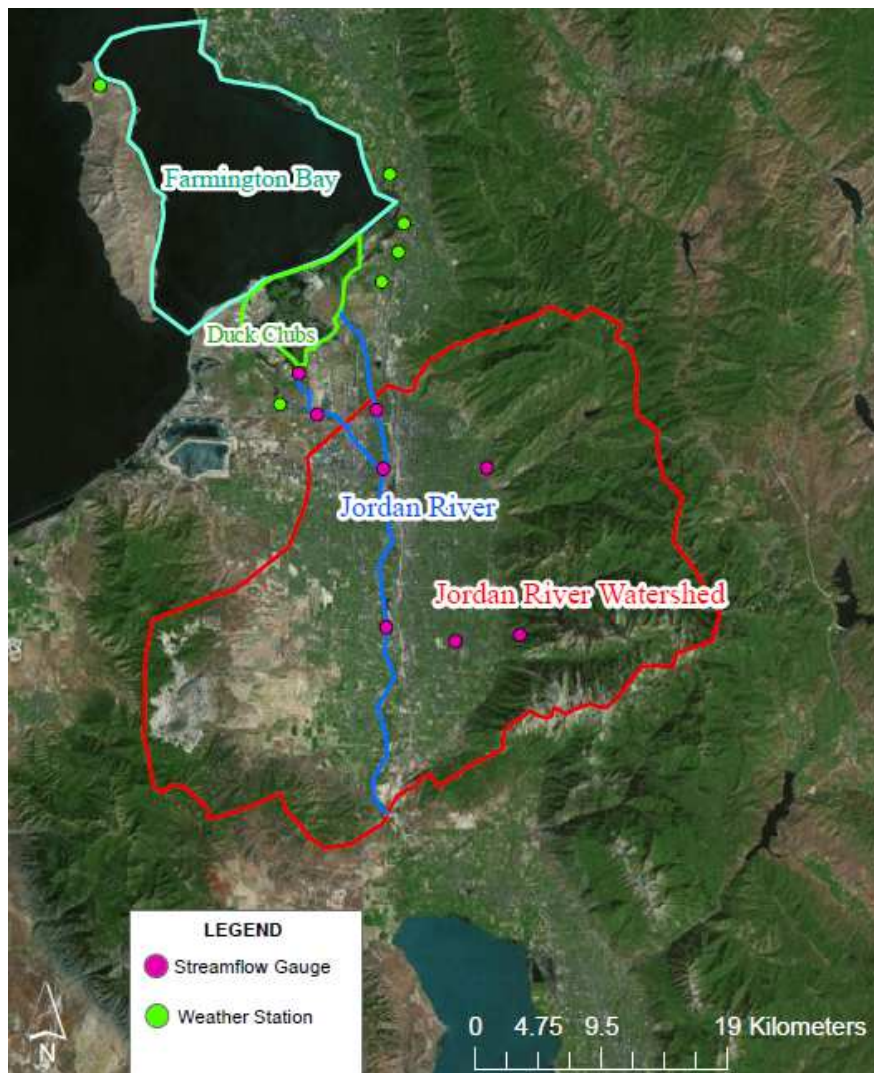 Farmington Bay
Duck Clubs
Jordan River
Jordan River Watershed
LEGEND
Streamflow Gauge
Weather Station
N
0 4.75 9.5 19 Kilometers